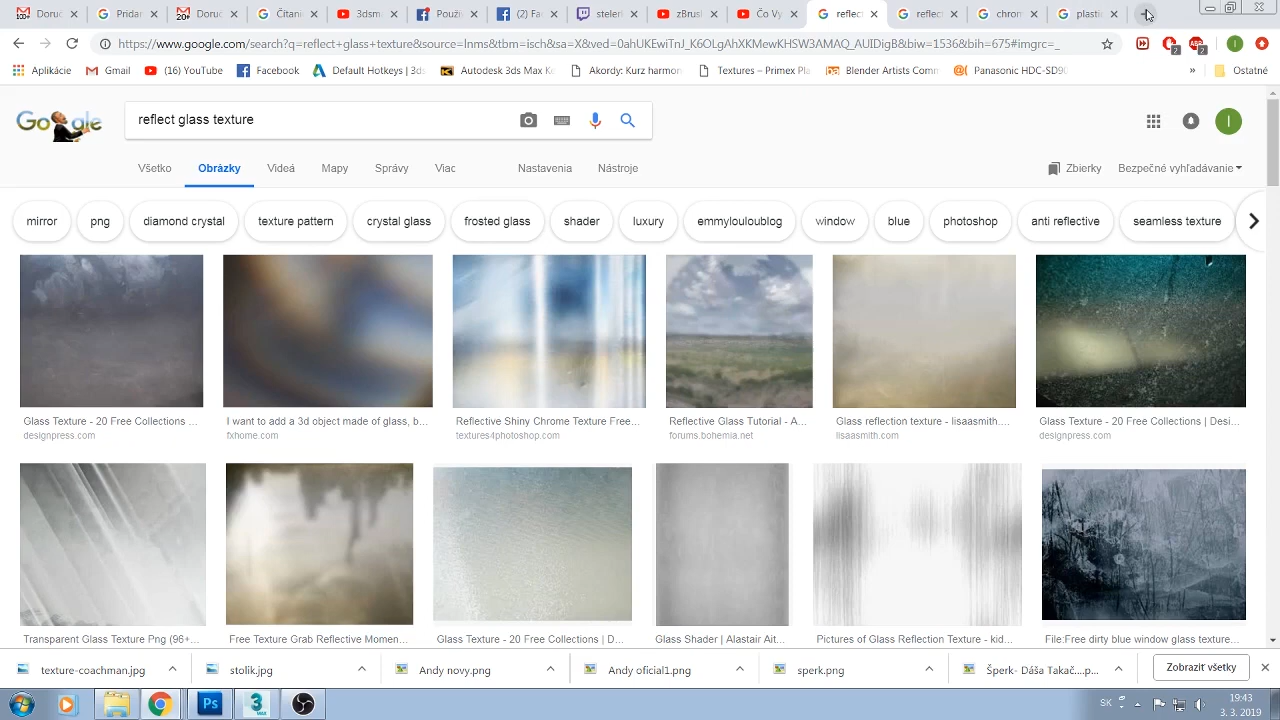 Doruč
Pridať
Doruč
Čítanie
3dsm
Použív
(2) Fac
steleri
zBrusl
Čo Vy
reflect
reflect
chrom
plasti
https://www.google.com/search?q=reflect+glass+texture&source=lnms&tbm=isch&sa=X&ved=0ahUKEwiTnJ_K6OLgAhXKMewKHSW3AMAQ_AUIDigB&biw=1536&bih=675#imgrc=_
Aplikácie
Gmail
(16) YouTube
Facebook
Default Hotkeys | 3ds
Autodesk 3ds Max Ke
Akordy: Kurz harmon
Textures – Primex Pla
Blender Artists Comm
Panasonic HDC-SD90
»
Ostatné
Google
reflect glass texture
I
Všetko
Obrázky
Videá
Mapy
Správy
Viac
Nastavenia
Nástroje
Zbierky
Bezpečné vyhľadávanie
mirror
png
diamond crystal
texture pattern
crystal glass
frosted glass
shader
luxury
emmylouloublog
window
blue
photoshop
anti reflective
seamless texture
Glass Texture - 20 Free Collections ...
designpress.com
I want to add a 3d object made of glass, b...
fxhome.com
Reflective Shiny Chrome Texture Free...
textures4photoshop.com
Reflective Glass Tutorial - A...
forums.bohemia.net
Glass reflection texture - lisaasmith....
lisaasmith.com
Glass Texture - 20 Free Collections | Desi...
designpress.com
Transparent Glass Texture Png (96+...
Free Texture Grab Reflective Momen...
Glass Texture - 20 Free Collections | D...
Glass Shader | Alastair Ait...
Pictures of Glass Reflection Texture - kid...
File:Free dirty blue window glass texture...
texture-coachman.jpg
stolik.jpg
Andy novy.png
Andy oficial1.png
sperk.png
Šperk- Dáša Takač....p...
Zobraziť všetky
SK
19:43
3. 3. 2019